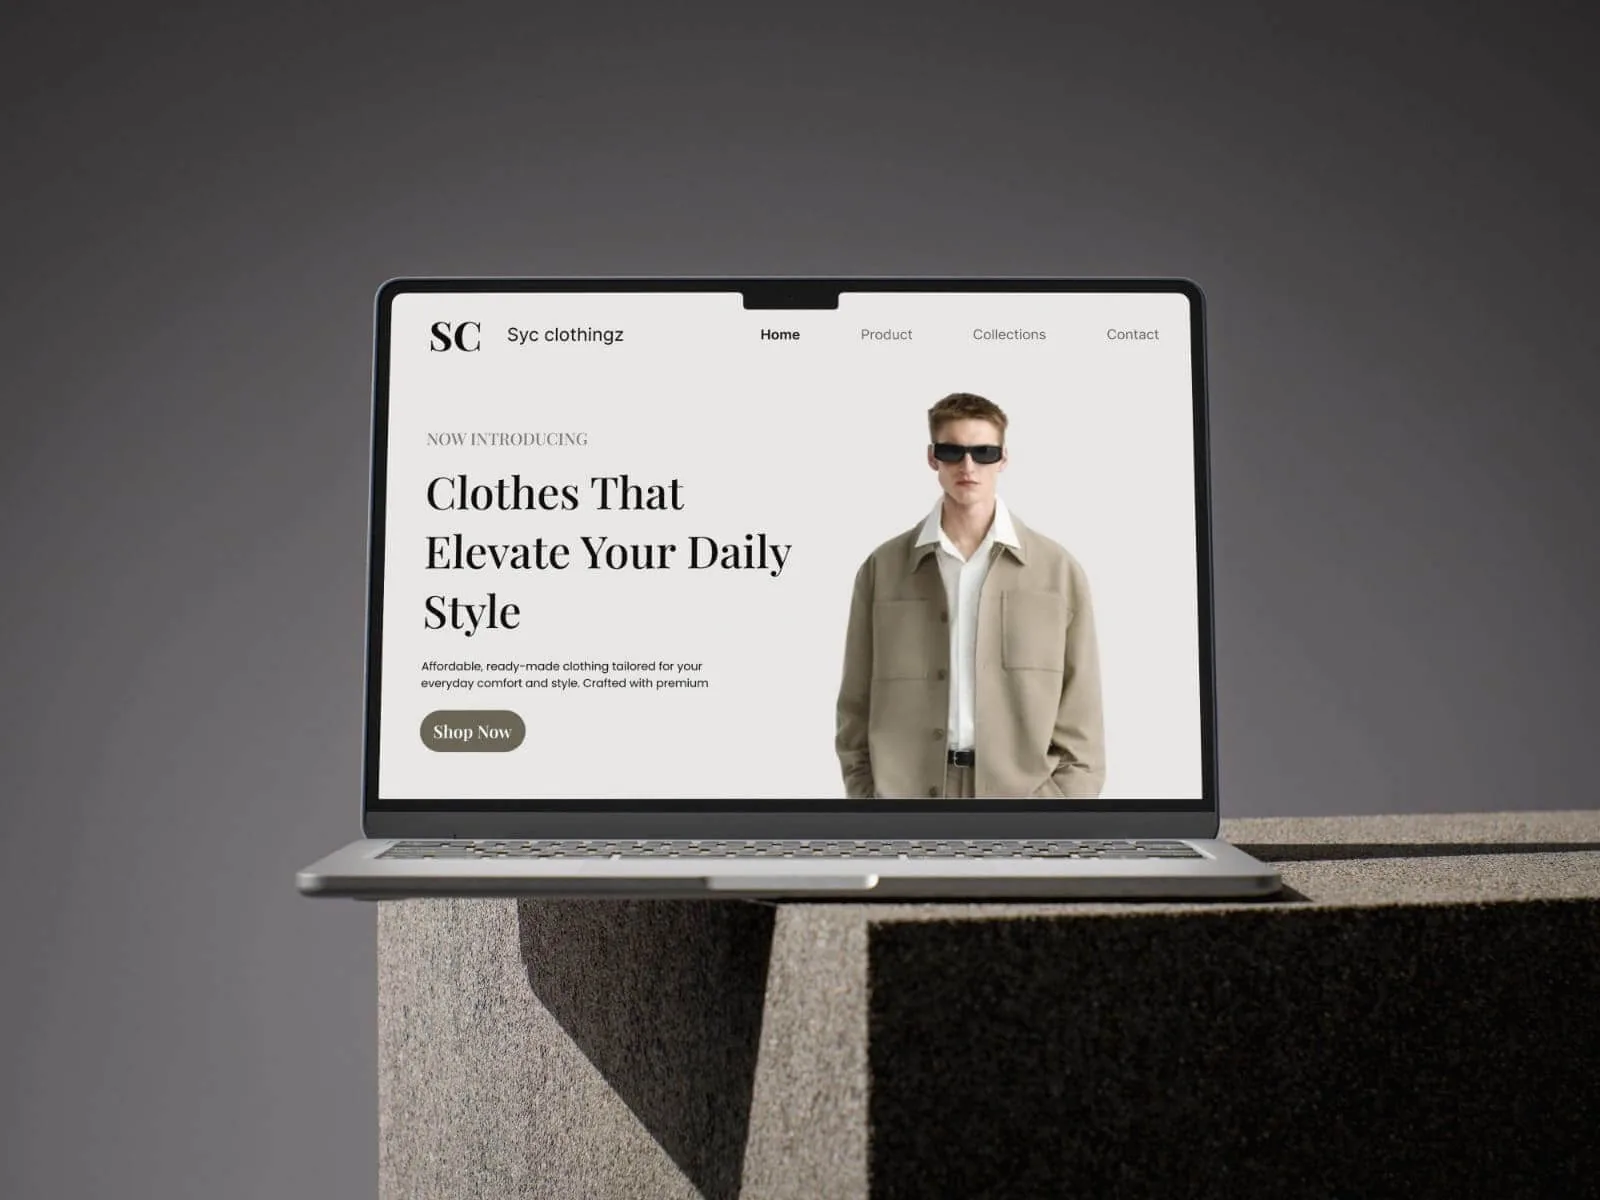 SC
Syc clothingz
Home
Product
Collections
Contact
NOW INTRODUCING
Clothes That
Elevate Your Daily
Style
Affordable, ready-made clothing tailored for your
everyday comfort and style. Crafted with premium
Shop Now